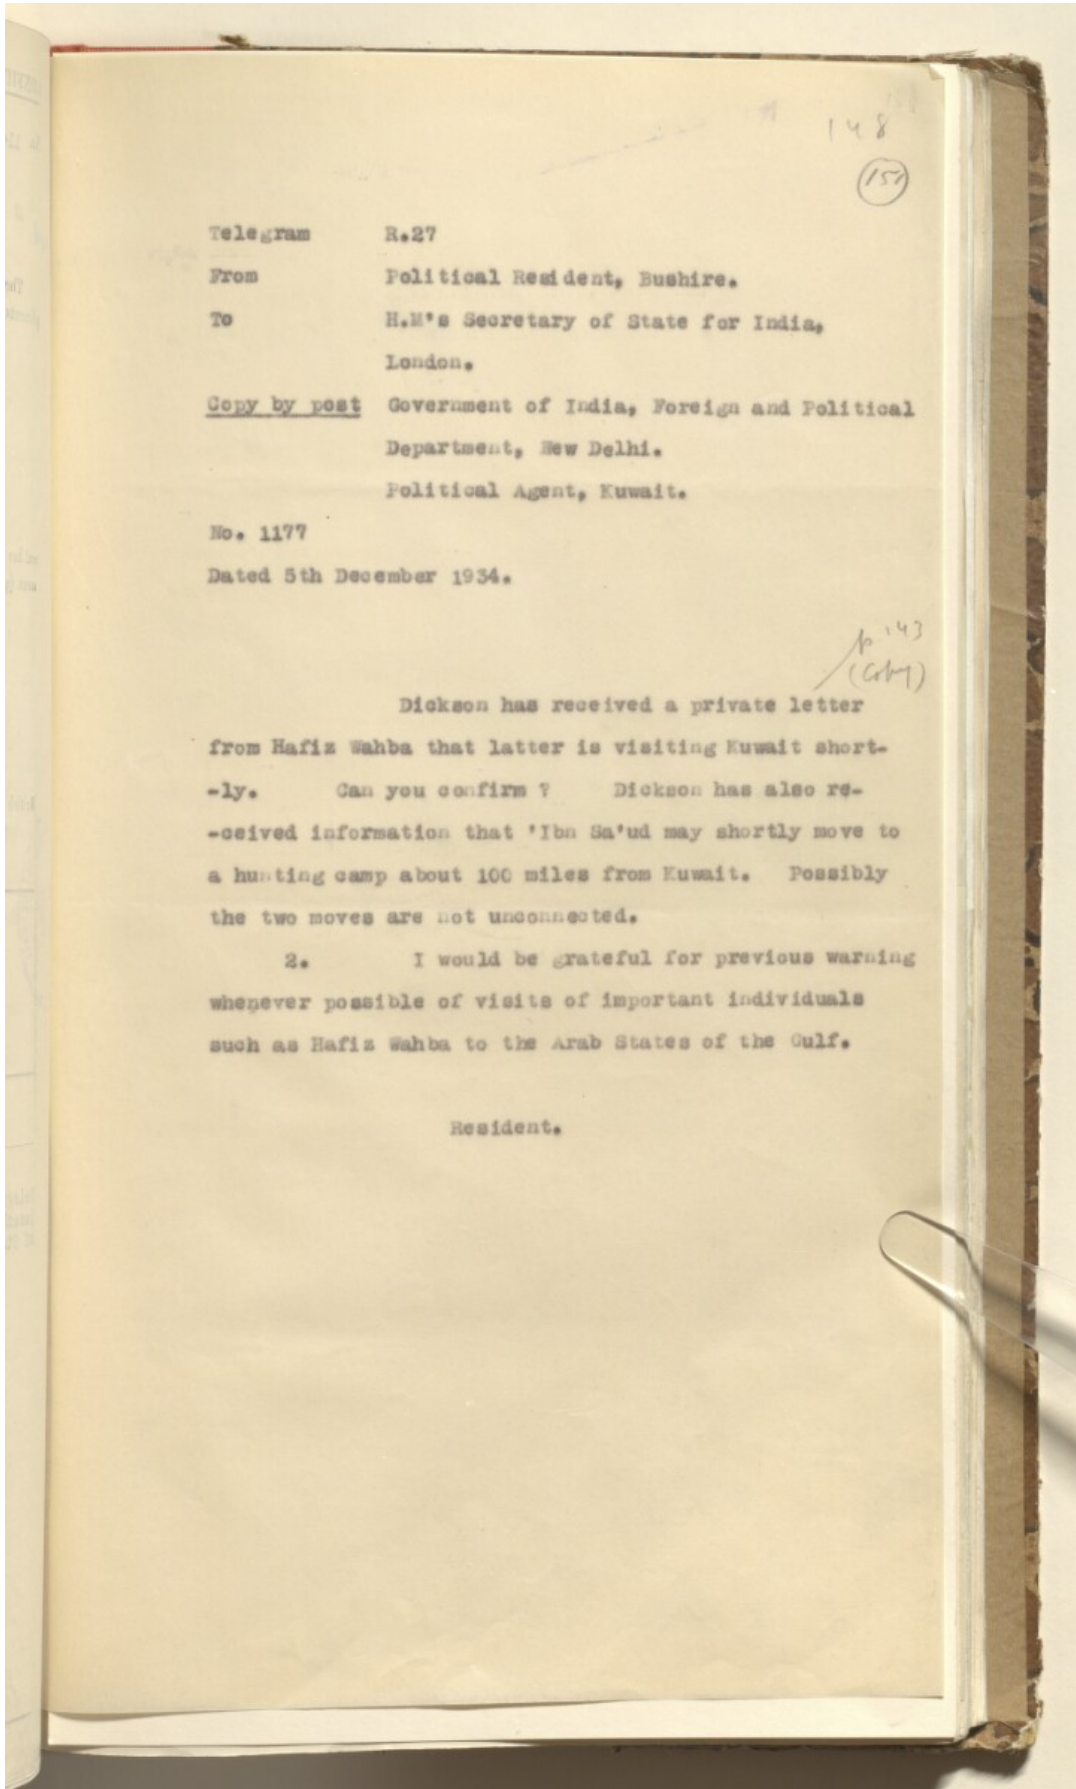 148
151
Telegram R.27
From Political Resident, Bushire.
To H.M's Secretary of State for India,
London.
Copy by post Government of India, Foreign and Political
Department, New Delhi.
Political Agent, Kuwait.
No. 1177
Dated 5th December 1934.
p 143
(Copy)
Dickson has received a private letter
from Hafiz Wahba that latter is visiting Kuwait short-
-ly. Can you confirm ? Dickson has also re-
-ceived information that 'Ibn Sa'ud may shortly move to
a hunting camp about 100 miles from Kuwait. Possibly
the two moves are not unconnected.
2. I would be grateful for previous warning
whenever possible of visits of important individuals
such as Hafiz Wahba to the Arab States of the Gulf.
Resident.